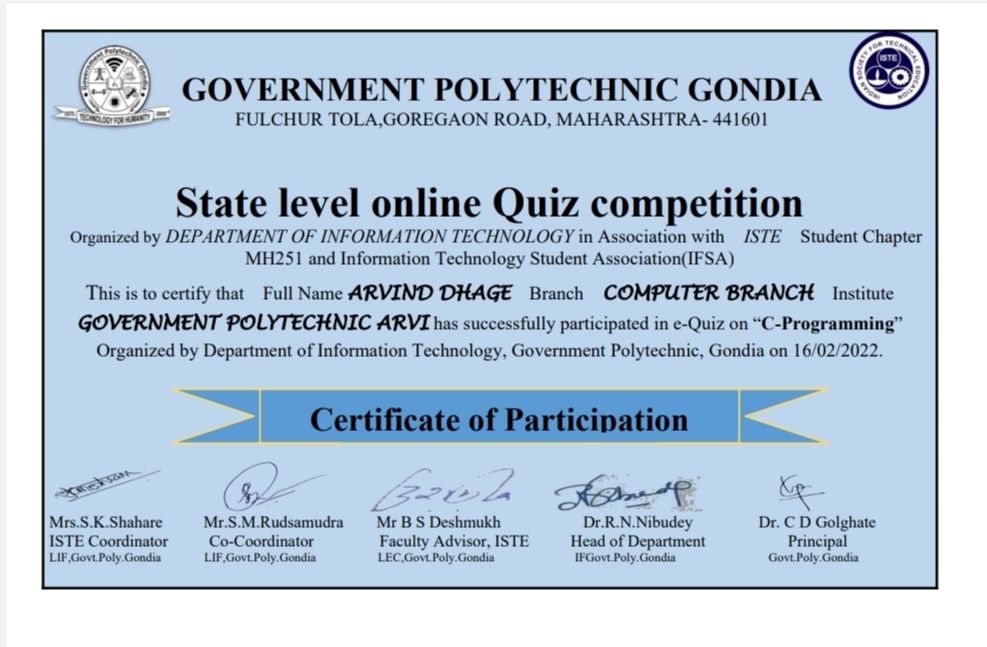 Government Polytechnic Gondia
ESTD. 2009
TECHNOLOGY FOR HUMANITY
INDIAN SOCIETY FOR TECHNICAL EDUCATION
ISTE
GOVERNMENT POLYTECHNIC GONDIA
FULCHUR TOLA,GOREGAON ROAD, MAHARASHTRA- 441601
State level online Quiz competition
Organized by DEPARTMENT OF INFORMATION TECHNOLOGY in Association with ISTE Student Chapter
MH251 and Information Technology Student Association(IFSA)
This is to certify that Full Name ARVIND DHAGE Branch COMPUTER BRANCH Institute
GOVERNMENT POLYTECHNIC ARVI has successfully participated in e-Quiz on “C-Programming”
Organized by Department of Information Technology, Government Polytechnic, Gondia on 16/02/2022.
Certificate of Participation
Mrs.S.K.Shahare Mr.S.M.Rudsamudra Mr B S Deshmukh Dr.R.N.Nibudey Dr. C D Golghate
ISTE Coordinator Co-Coordinator Faculty Advisor, ISTE Head of Department Principal
LIF,Govt.Poly.Gondia LIF,Govt.Poly.Gondia LEC,Govt.Poly.Gondia IFGovt.Poly.Gondia Govt.Poly.Gondia